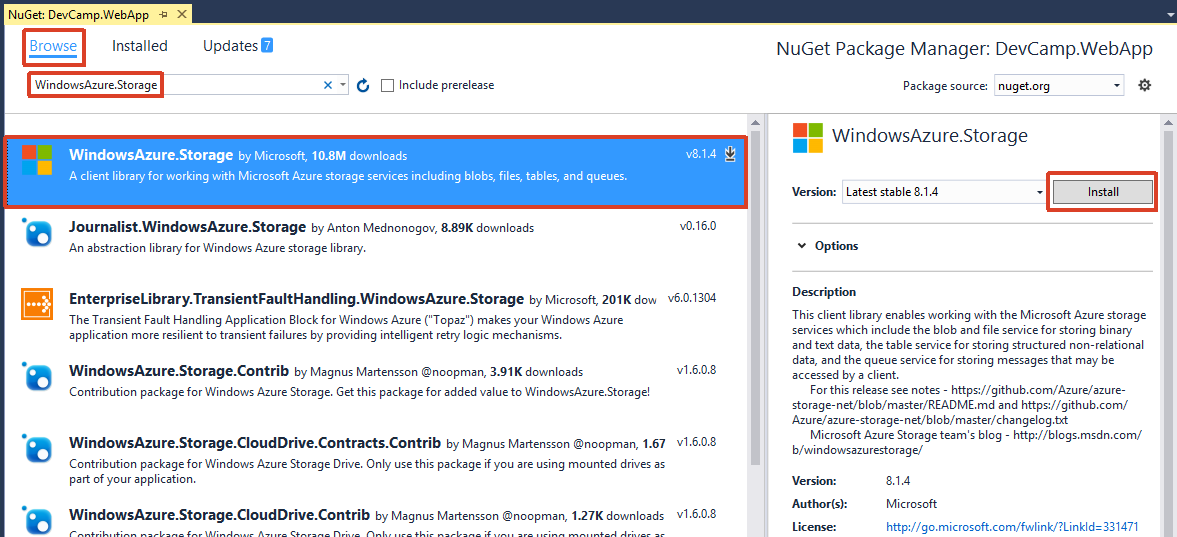 NuGet: DevCamp.WebApp
Browse
Installed
Updates 7
NuGet Package Manager: DevCamp.WebApp
WindowsAzure.Storage
Include prerelease
Package source: nuget.org
WindowsAzure.Storage by Microsoft, 10.8M downloads v8.1.4
A client library for working with Microsoft Azure storage services including blobs, files, tables, and queues.
Journalist.WindowsAzure.Storage by Anton Mednonogov, 8.89K downloads v0.16.0
An abstraction library for Windows Azure storage library.
EnterpriseLibrary.TransientFaultHandling.WindowsAzure.Storage by Microsoft, 201K dow v6.0.1304
The Transient Fault Handling Application Block for Windows Azure ("Topaz") makes your Windows Azure
application more resilient to transient failures by providing intelligent retry logic mechanisms.
WindowsAzure.Storage.Contrib by Magnus Martensson @noopman, 3.91K downloads v1.6.0.8
Contribution package for Windows Azure Storage. Get this package for added value to WindowsAzure.Storage!
WindowsAzure.Storage.CloudDrive.Contracts.Contrib by Magnus Martensson @noopman, 1.67 v1.6.0.8
Contribution package for Windows Azure Storage Drive. Only use this package if you are using mounted drives as
part of your application.
WindowsAzure.Storage.CloudDrive.Contrib by Magnus Martensson @noopman, 1.27K downloads v1.6.0.8
Contribution package for Windows Azure Storage Drive. Only use this package if you are using mounted drives as
WindowsAzure.Storage
Version: Latest stable 8.1.4 Install
Options
Description
This client library enables working with the Microsoft Azure storage
services which include the blob and file service for storing binary
and text data, the table service for storing structured non-relational
data, and the queue service for storing messages that may be
accessed by a client.
For this release see notes - https://github.com/Azure/azure-
storage-net/blob/master/README.md and https://github.com/
Azure/azure-storage-net/blob/master/changelog.txt
Microsoft Azure Storage team's blog - http://blogs.msdn.com/
b/windowsazurestorage/
Version: 8.1.4
Author(s): Microsoft
License: http://go.microsoft.com/fwlink/?LinkId=331471